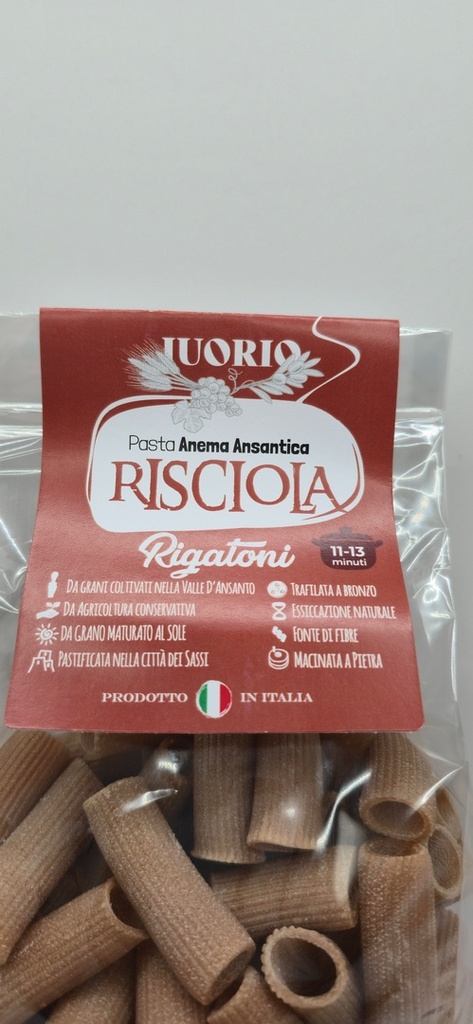 IUORIO
Pasta Anema Ansantica
RISCIOLA
Rigatoni
11-13
minuti
Da grani coltivati nella Valle D'Ansanto
Da Agricoltura conservativa
da grano maturato al sole
Pastificata nella città dei Sassi
Trafilata a bronzo
Essiccazione naturale
Fonte di fibre
Macinata a Pietra
PRODOTTO IN ITALIA